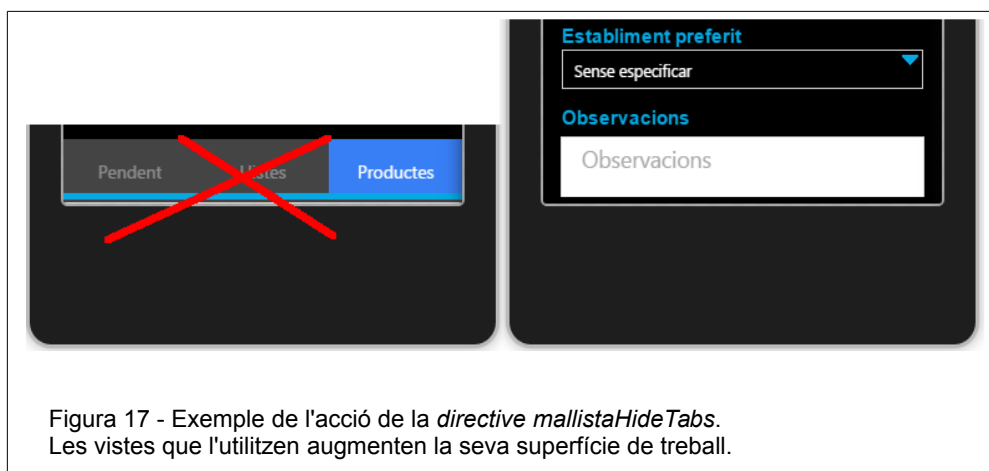 Establiment preferit
Sense especificar
Observacions
Observacions
Pendent Productes
Figura 17 - Exemple de l'acció de la directive mallistaHideTabs.
Les vistes que l'utilitzen augmenten la seva superfície de treball.